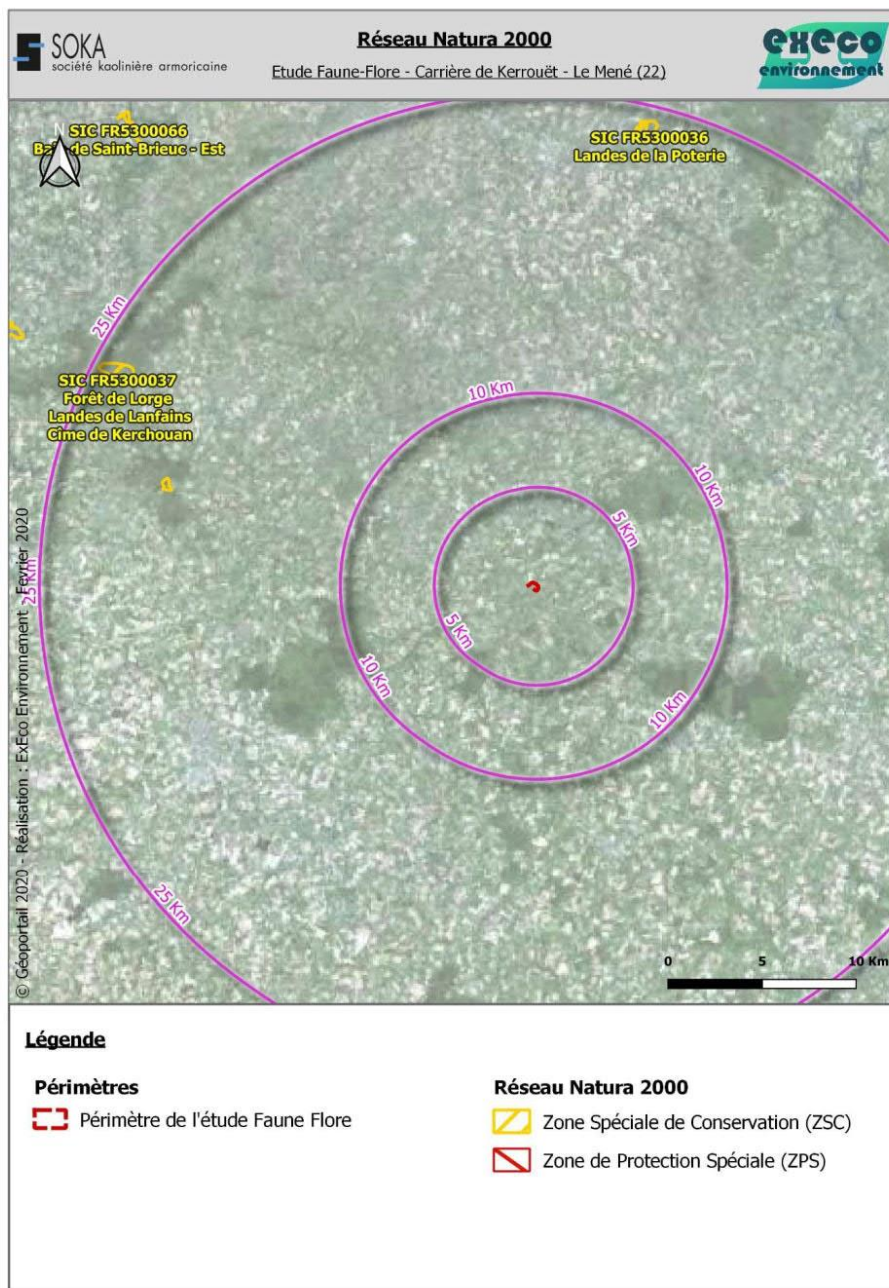 SOKA
société kaolinière armoricaine
Réseau Natura 2000
Etude Faune-Flore - Carrière de Kerrouët - Le Mené (22)
execo
environnement
N
SIC FR5300066
Baie de Saint-Brieuc - Est
SIC FR5300036
Landes de la Poterie
25 Km
SIC FR5300037
Forêt de Lorge
Landes de Lanfains
Cime de Kerchouan
10 Km
10 Km
5 Km
5 Km
10 Km
10 Km
25 Km
25 Km
© Géoportail 2020 - Réalisation : ExEco Environnement - Février 2020
0 5 10 Km
Légende
Périmètres
Périmètre de l'étude Faune Flore
Réseau Natura 2000
Zone Spéciale de Conservation (ZSC)
Zone de Protection Spéciale (ZPS)